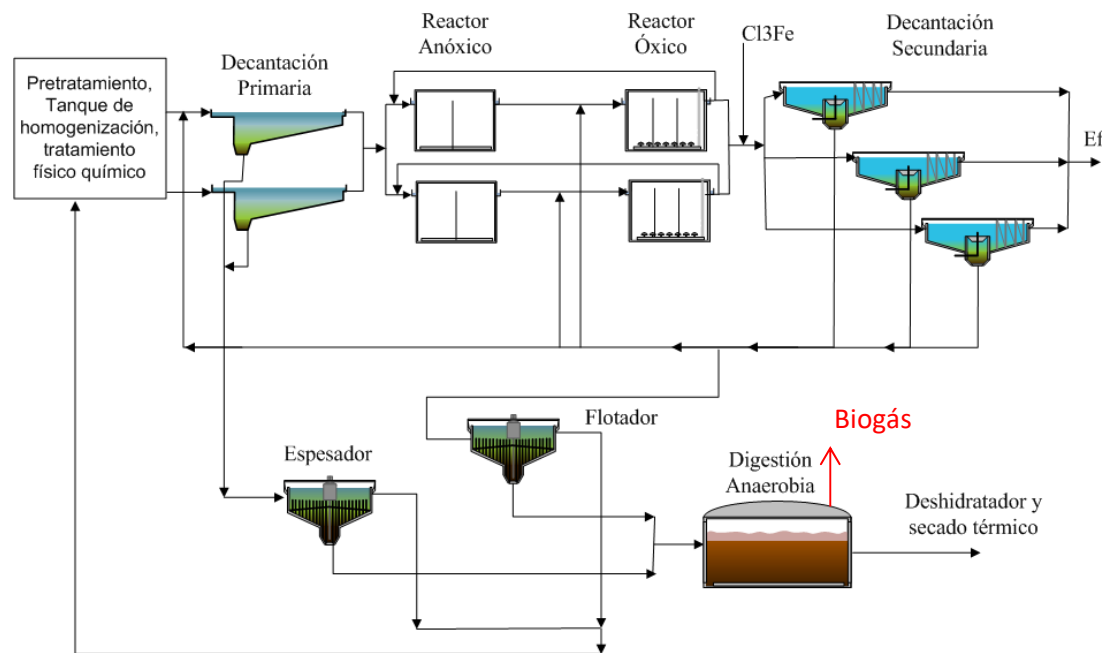 Pretratamiento,
Tanque de
homogenización,
tratamiento
físico químico
Decantación
Primaria
Reactor
Anóxico
Reactor
Óxico
Cl3Fe
Decantación
Secundaria
Ef
Espesador
Flotador
Biogás
Digestión
Anaerobia
Deshidratador y
secado térmico